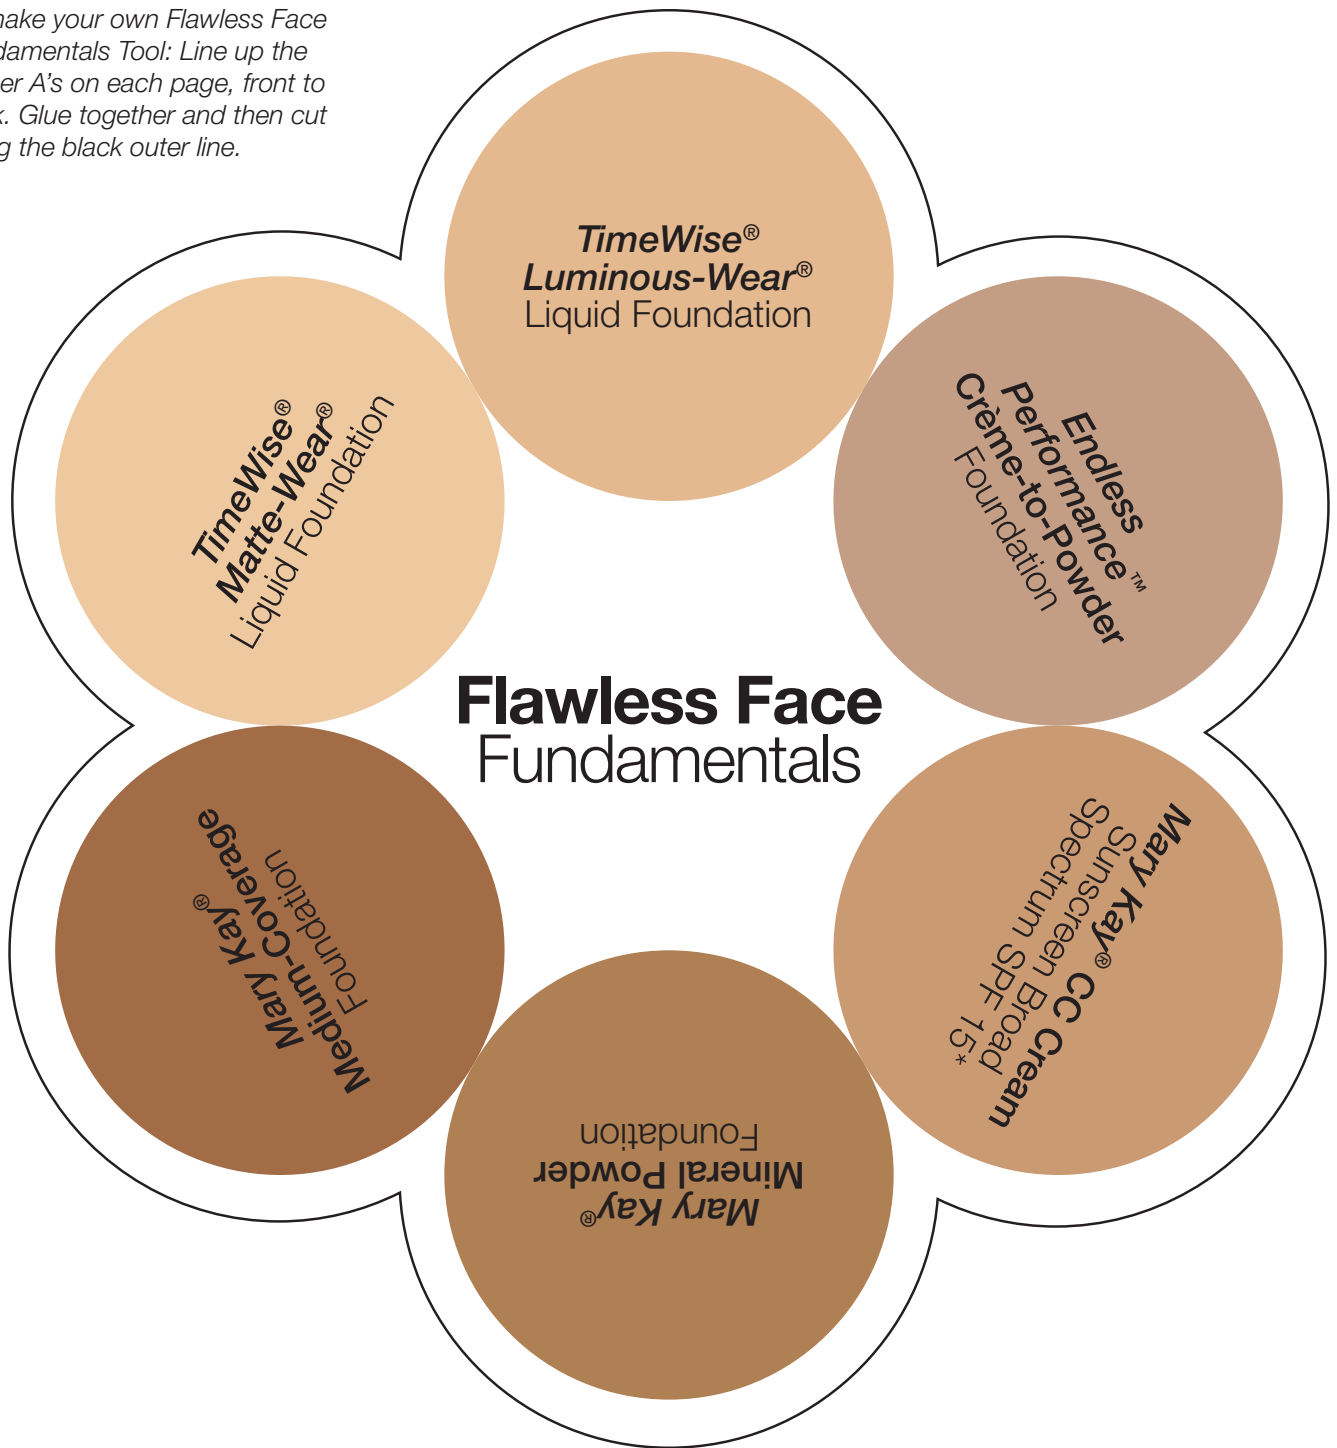 make your own Flawless Face
damentals Tool: Line up the
er A's on each page, front to
k. Glue together and then cut
g the black outer line.
TimeWise®
Luminous-Wear®
Liquid Foundation
Endless
Performance™
Crème-to-Powder
Foundation
Mary Kay® CC Cream
Sunscreen Broad
Spectrum SPF 15*
Mary Kay®
Mineral Powder
Foundation
Mary Kay®
Medium-Coverage
Foundation
TimeWise®
Matte-Wear®
Liquid Foundation
Flawless Face
Fundamentals